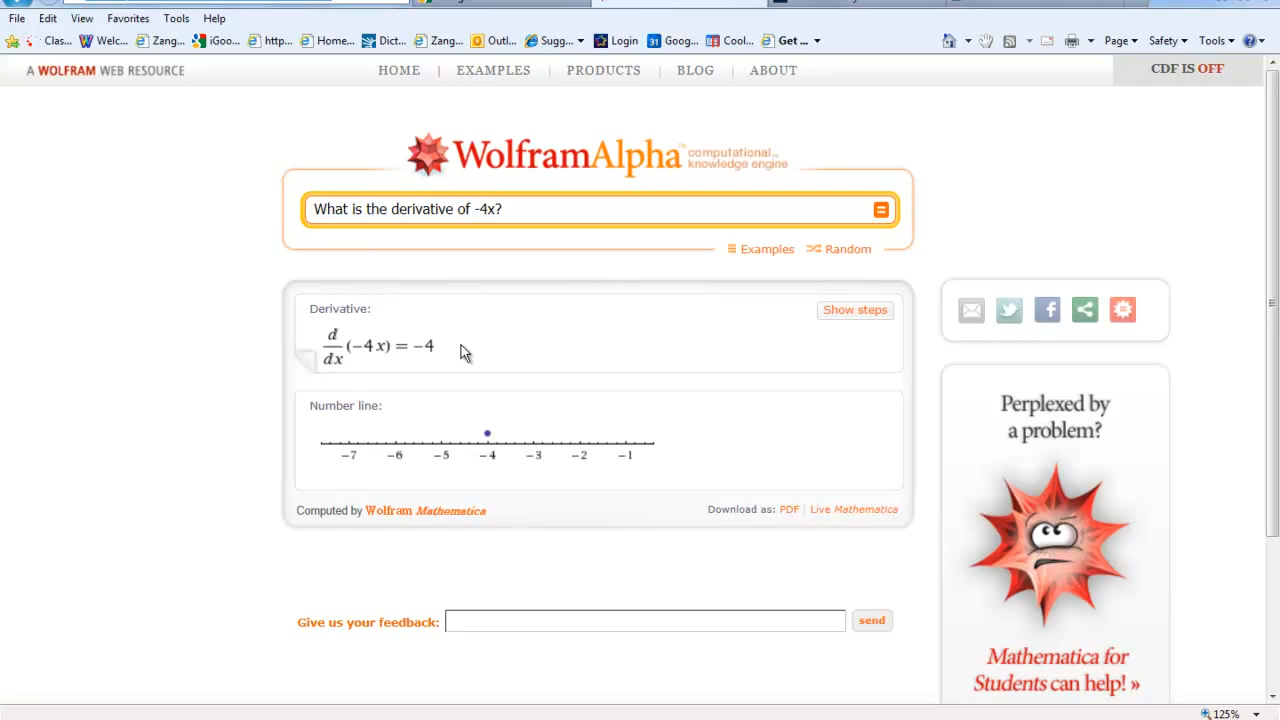 File Edit View Favorites Tools Help
Clas... Welc... Zang... iGoo... http... Home... Dict... Zang... Outl... Sugg... Login Goog... Cool... Get ... Page Safety Tools
A WOLFRAM WEB RESOURCE HOME | EXAMPLES | PRODUCTS | BLOG | ABOUT CDF IS OFF
WolframAlpha™ computational... knowledge engine
What is the derivative of -4x?
Examples Random
Derivative: Show steps
d/dx (−4 x) = −4
Number line:
−7 −6 −5 −4 −3 −2 −1
Computed by Wolfram Mathematica Download as: PDF | Live Mathematica
Perplexed by
a problem?
Give us your feedback: send
Mathematica for
Students can help! »
125%